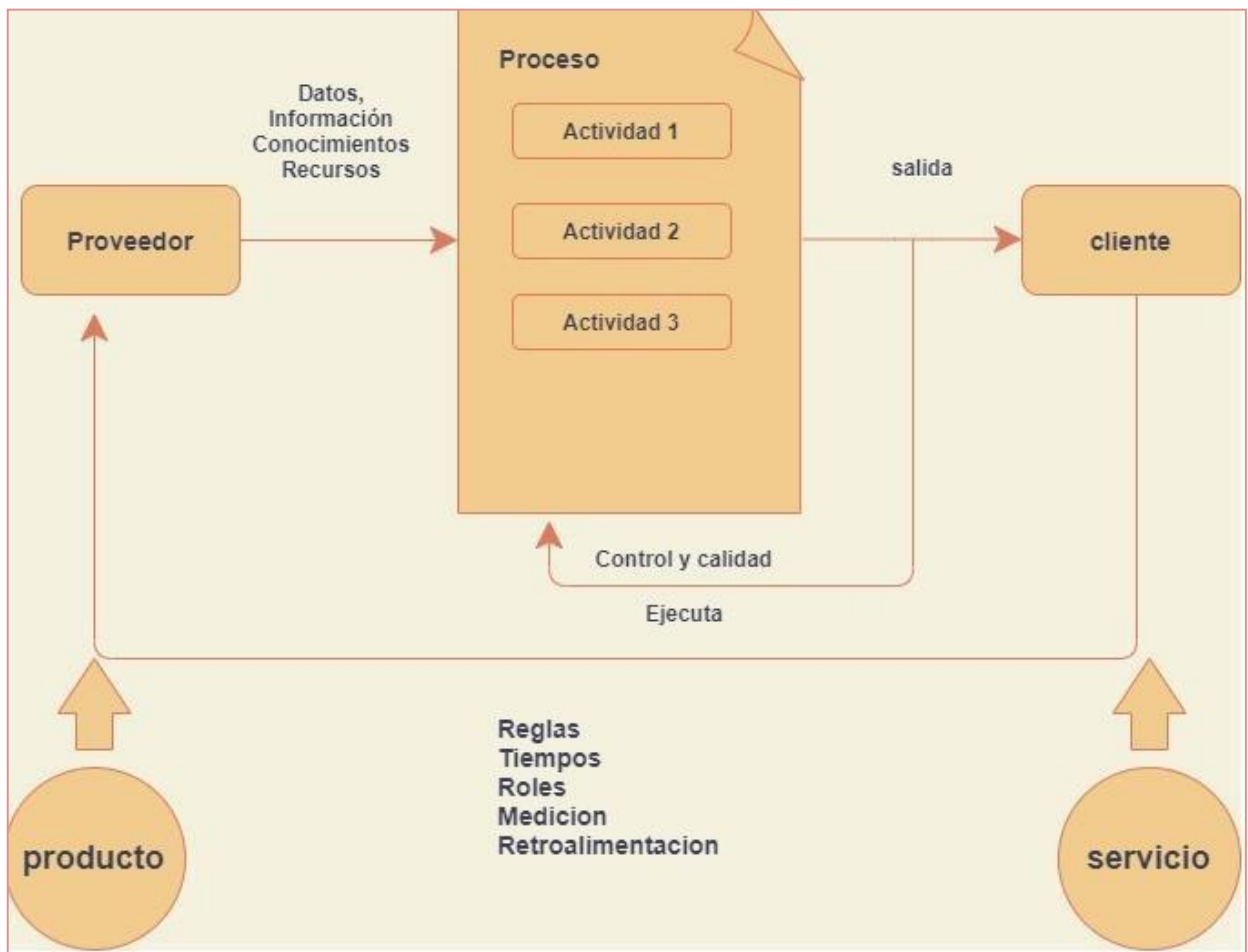 Proceso
Datos,
Información
Conocimientos
Recursos
Actividad 1
salida
Proveedor
Actividad 2
cliente
Actividad 3
Control y calidad
Ejecuta
Reglas
Tiempos
Roles
Medicion
Retroalimentacion
producto
servicio